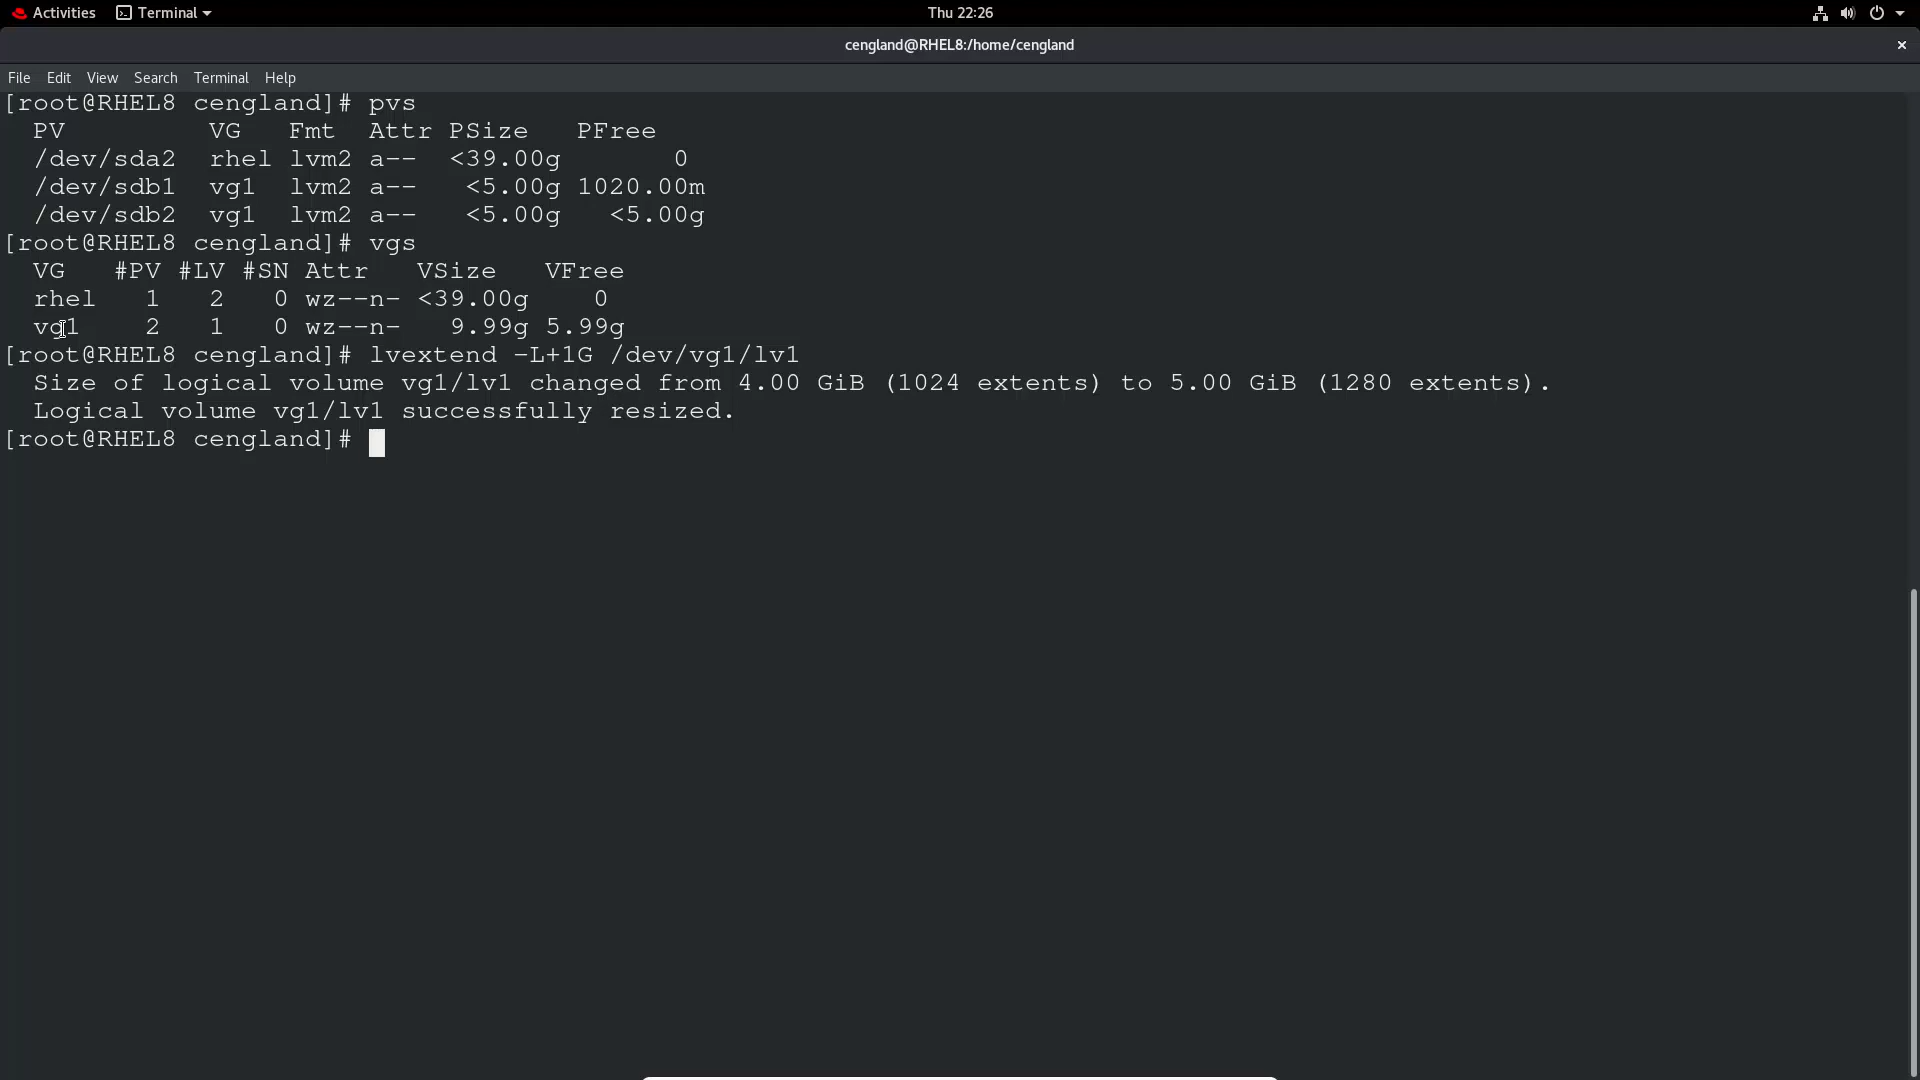 Activities Terminal Thu 22:26
cengland@RHEL8:/home/cengland ×
File Edit View Search Terminal Help
[root@RHEL8 cengland]# pvs
PV VG Fmt Attr PSize PFree
/dev/sda2 rhel lvm2 a-- <39.00g 0
/dev/sdb1 vg1 lvm2 a-- <5.00g 1020.00m
/dev/sdb2 vg1 lvm2 a-- <5.00g <5.00g
[root@RHEL8 cengland]# vgs
VG #PV #LV #SN Attr VSize VFree
rhel 1 2 0 wz--n- <39.00g 0
vg1 2 1 0 wz--n- 9.99g 5.99g
[root@RHEL8 cengland]# lvextend -L+1G /dev/vg1/lv1
Size of logical volume vg1/lv1 changed from 4.00 GiB (1024 extents) to 5.00 GiB (1280 extents).
Logical volume vg1/lv1 successfully resized.
[root@RHEL8 cengland]#